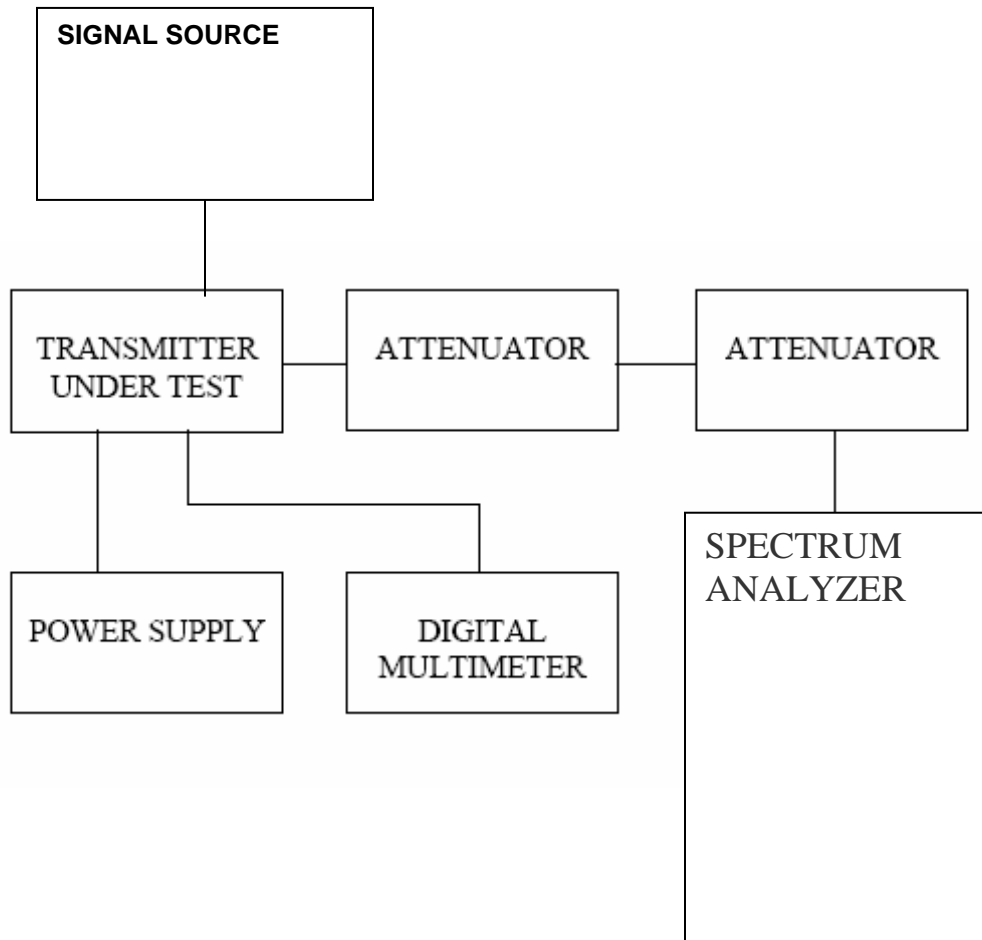 SIGNAL SOURCE
TRANSMITTER
UNDER TEST
ATTENUATOR
ATTENUATOR
POWER SUPPLY
DIGITAL
MULTIMETER
SPECTRUM
ANALYZER